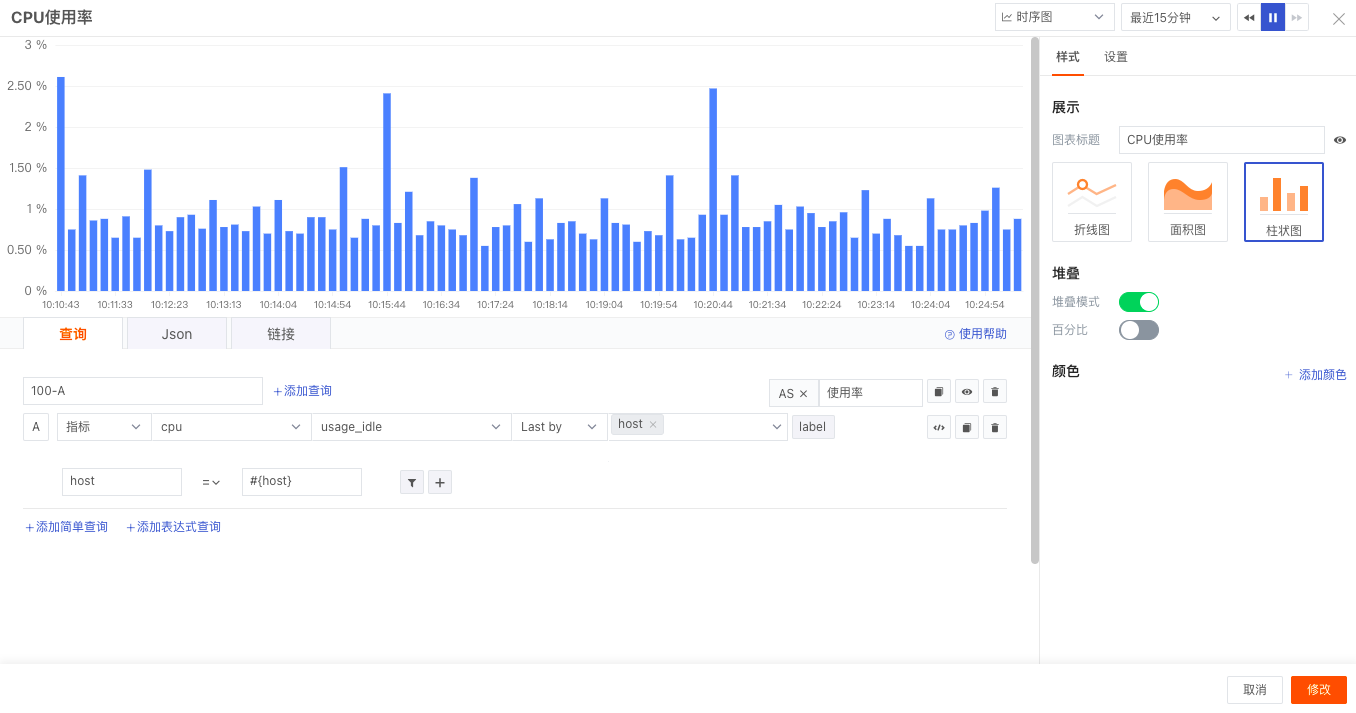 CPU使用率
时序图
最近15分钟
3 %
2.50 %
2 %
1.50 %
1 %
0.50 %
0 %
10:10:43 10:11:33 10:12:23 10:13:13 10:14:04 10:14:54 10:15:44 10:16:34 10:17:24 10:18:14 10:19:04 10:19:54 10:20:44 10:21:34 10:22:24 10:23:14 10:24:04 10:24:54
查询 Json 链接 使用帮助
100-A +添加查询 AS × 使用率
A 指标 cpu usage_idle Last by host × label
host = #{host}
+添加简单查询 +添加表达式查询
样式 设置
展示
图表标题 CPU使用率
折线图 面积图 柱状图
堆叠
堆叠模式
百分比
颜色 + 添加颜色
取消 修改